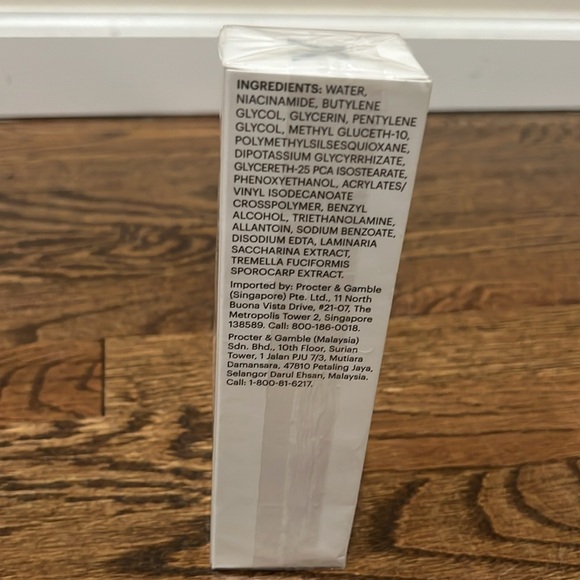 INGREDIENTS: WATER,
NIACINAMIDE, BUTYLENE
GLYCOL, GLYCERIN, PENTYLENE
GLYCOL, METHYL GLUCETH-10,
POLYMETHYLSILSESQUIOXANE,
DIPOTASSIUM GLYCYRRHIZATE,
GLYCERETH-25 PCA ISOSTEARATE,
PHENOXYETHANOL, ACRYLATES/
VINYL ISODECANOATE
CROSSPOLYMER, BENZYL
ALCOHOL, TRIETHANOLAMINE,
ALLANTOIN, SODIUM BENZOATE,
DISODIUM EDTA, LAMINARIA
SACCHARINA EXTRACT,
TREMELLA FUCIFORMIS
SPOROCARP EXTRACT.
Imported by: Procter & Gamble
(Singapore) Pte. Ltd., 11 North
Buona Vista Drive, #21-07, The
Metropolis Tower 2, Singapore
138589. Call: 800-186-0018.
Procter & Gamble (Malaysia)
Sdn. Bhd., 10th Floor, Surian
Tower, 1 Jalan PJU 7/3, Mutiara
Damansara, 47810 Petaling Jaya,
Selangor Darul Ehsan, Malaysia.
Call: 1-800-81-6217.